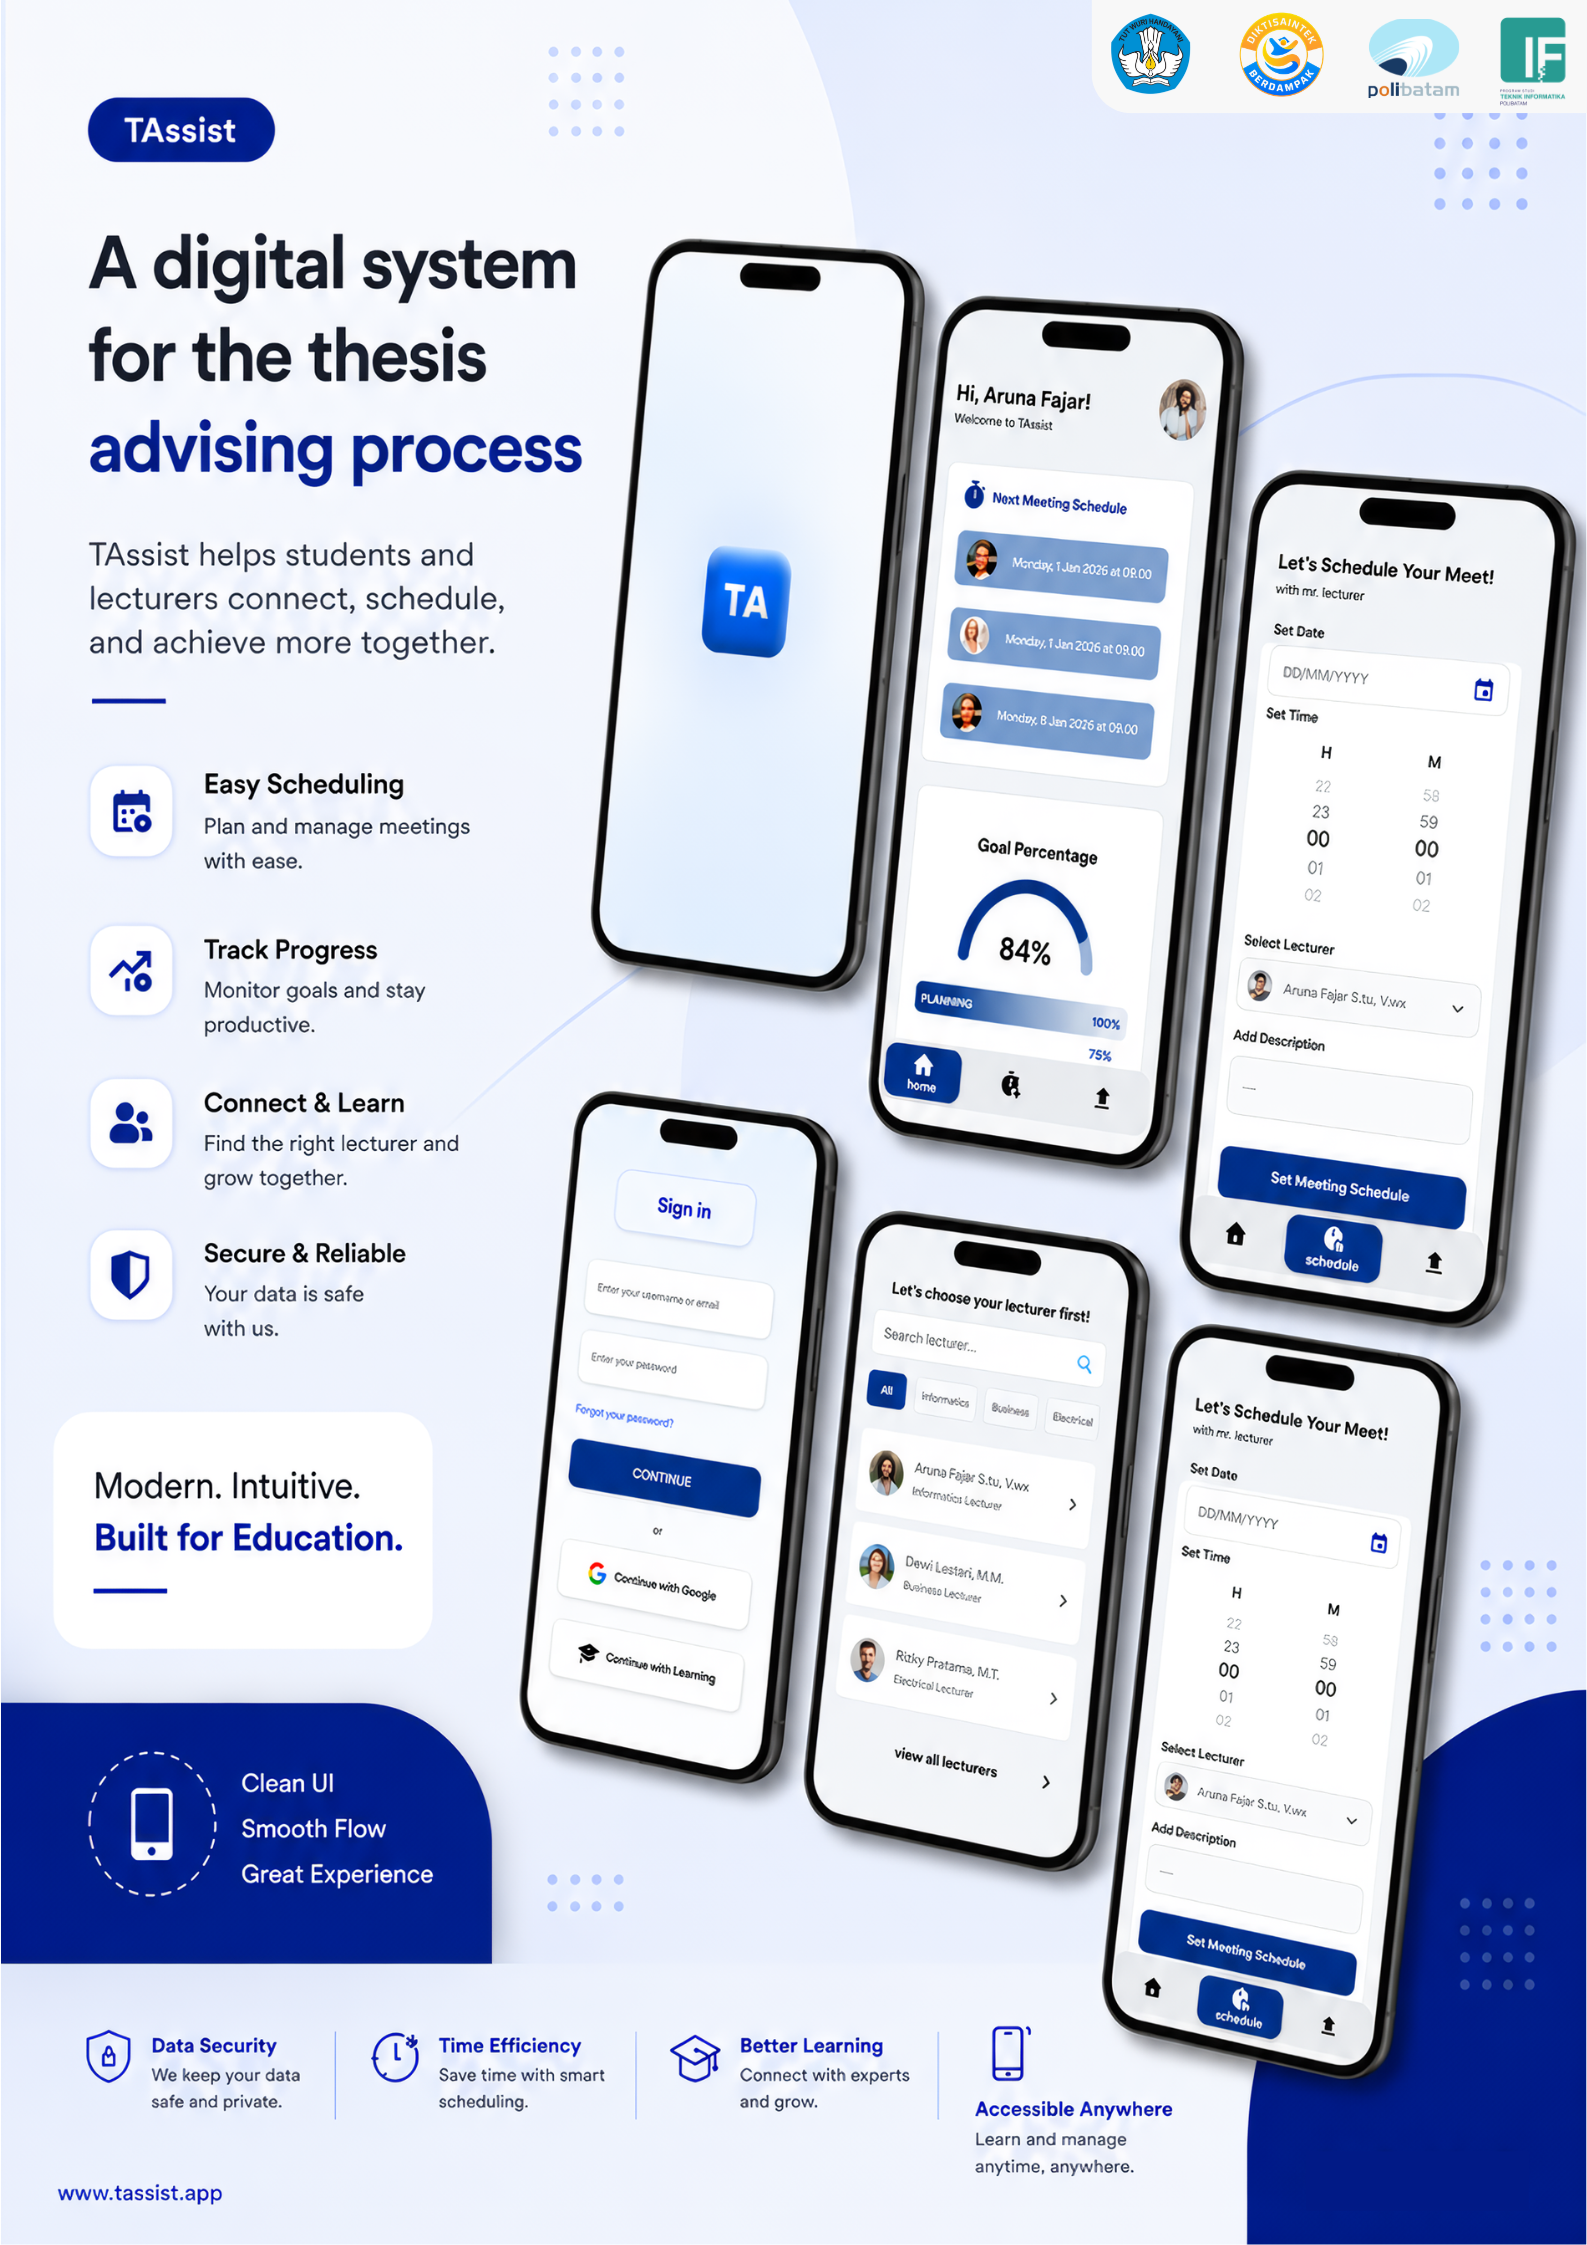 TUT WURI HANDAYANI
DIKTISAINTEK
BERDAMPAK
polibatam
IF
PROGRAM STUDI
TEKNIK INFORMATIKA
POLIBATAM
TAssist
A digital system
for the thesis
advising process
TAssist helps students and
lecturers connect, schedule,
and achieve more together.
Easy Scheduling
Plan and manage meetings
with ease.
Track Progress
Monitor goals and stay
productive.
Connect & Learn
Find the right lecturer and
grow together.
Secure & Reliable
Your data is safe
with us.
Modern. Intuitive.
Built for Education.
Clean UI
Smooth Flow
Great Experience
TA
Hi, Aruna Fajar!
Welcome to TAssist
Next Meeting Schedule
Monday, 1 Jan 2026 at 09.00
Monday, 1 Jan 2026 at 09.00
Monday, 8 Jan 2026 at 09.00
Goal Percentage
84%
PLANNING
100%
75%
home
Let's Schedule Your Meet!
with mr. lecturer
Set Date
DD/MM/YYYY
Set Time
H M
22 58
23 59
00 00
01 01
02 02
Select Lecturer
Aruna Fajar S.tu, V.wx
Add Description
Set Meeting Schedule
schedule
Sign in
Enter your username or email
Enter your password
Forgot your password?
CONTINUE
or
Continue with Google
Continue with Learning
Let's choose your lecturer first!
Search lecturer...
All Informatics Business Electrical
Aruna Fajar S.tu, V.wx
Informatics Lecturer
Dewi Lestari, M.M.
Business Lecturer
Rizky Pratama, M.T.
Electrical Lecturer
view all lecturers
Let's Schedule Your Meet!
with mr. lecturer
Set Date
DD/MM/YYYY
Set Time
H M
22 58
23 59
00 00
01 01
02 02
Select Lecturer
Aruna Fajar S.tu, V.wx
Add Description
Set Meeting Schedule
schedule
Data Security
We keep your data
safe and private.
Time Efficiency
Save time with smart
scheduling.
Better Learning
Connect with experts
and grow.
Accessible Anywhere
Learn and manage
anytime, anywhere.
www.tassist.app